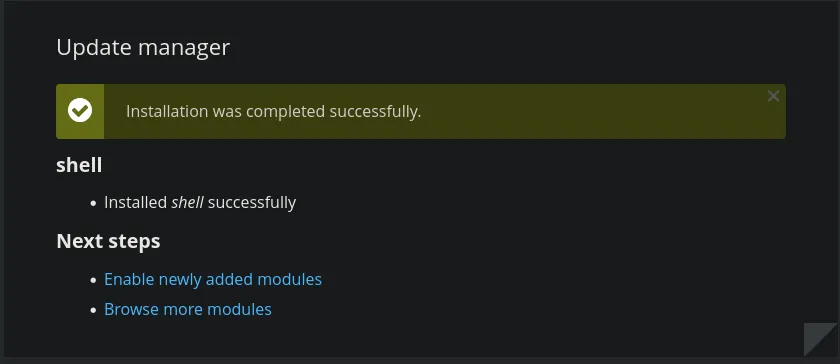 Update manager
Installation was completed successfully.
shell
Installed shell successfully
Next steps
Enable newly added modules
Browse more modules